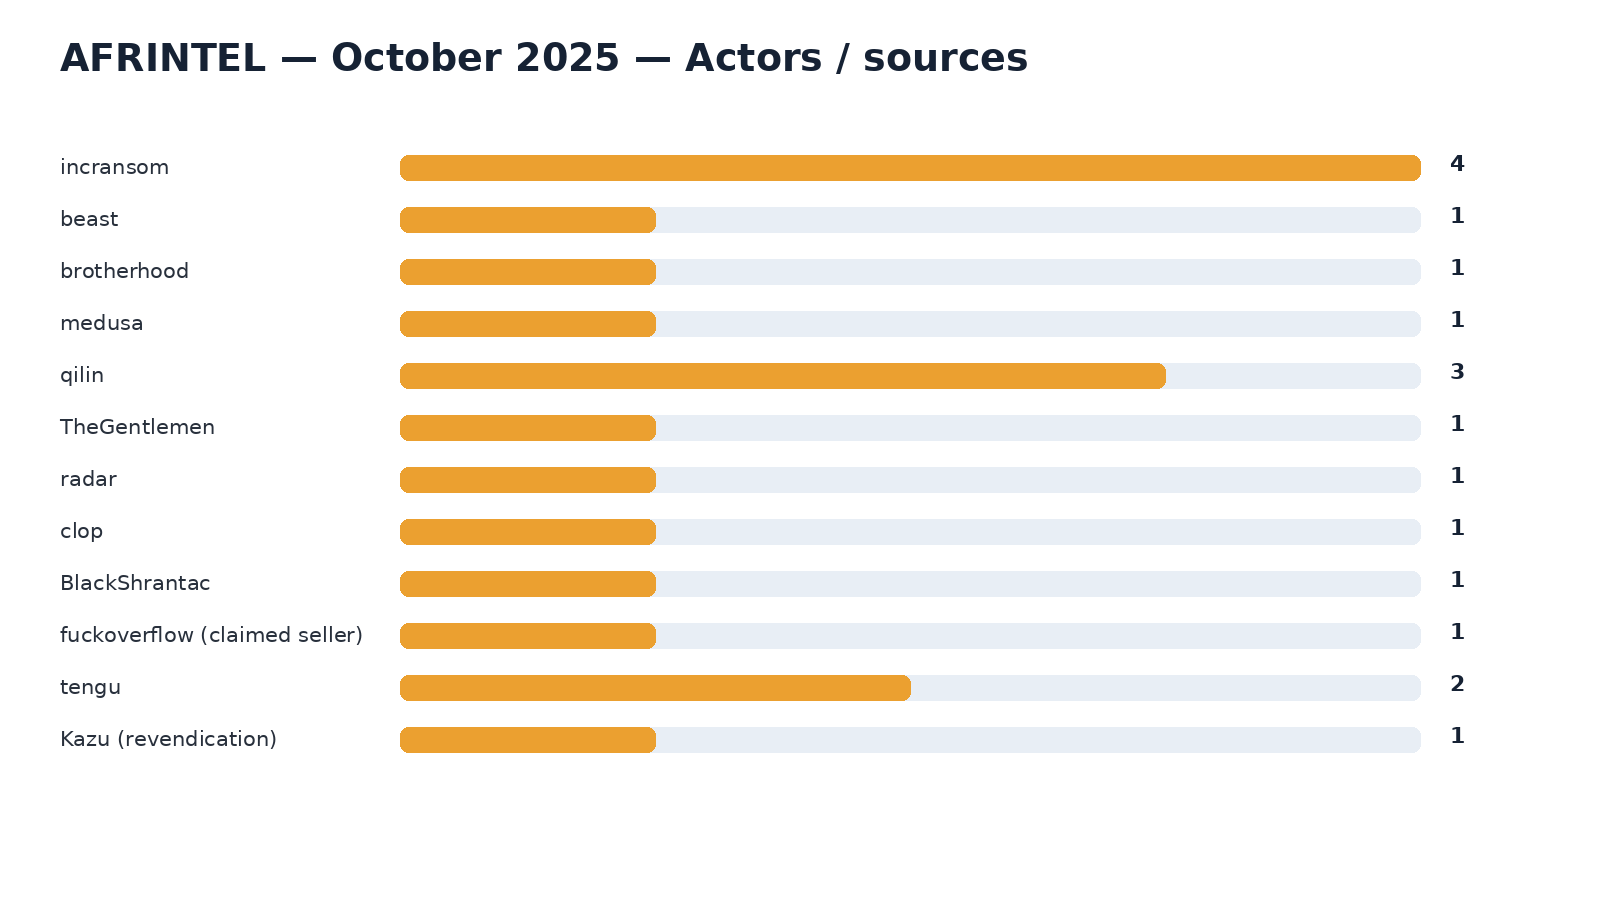 AFRINTEL — October 2025 — Actors / sources
incransom 4
beast 1
brotherhood 1
medusa 1
qilin 3
TheGentlemen 1
radar 1
clop 1
BlackShrantac 1
fuckoverflow (claimed seller) 1
tengu 2
Kazu (revendication) 1